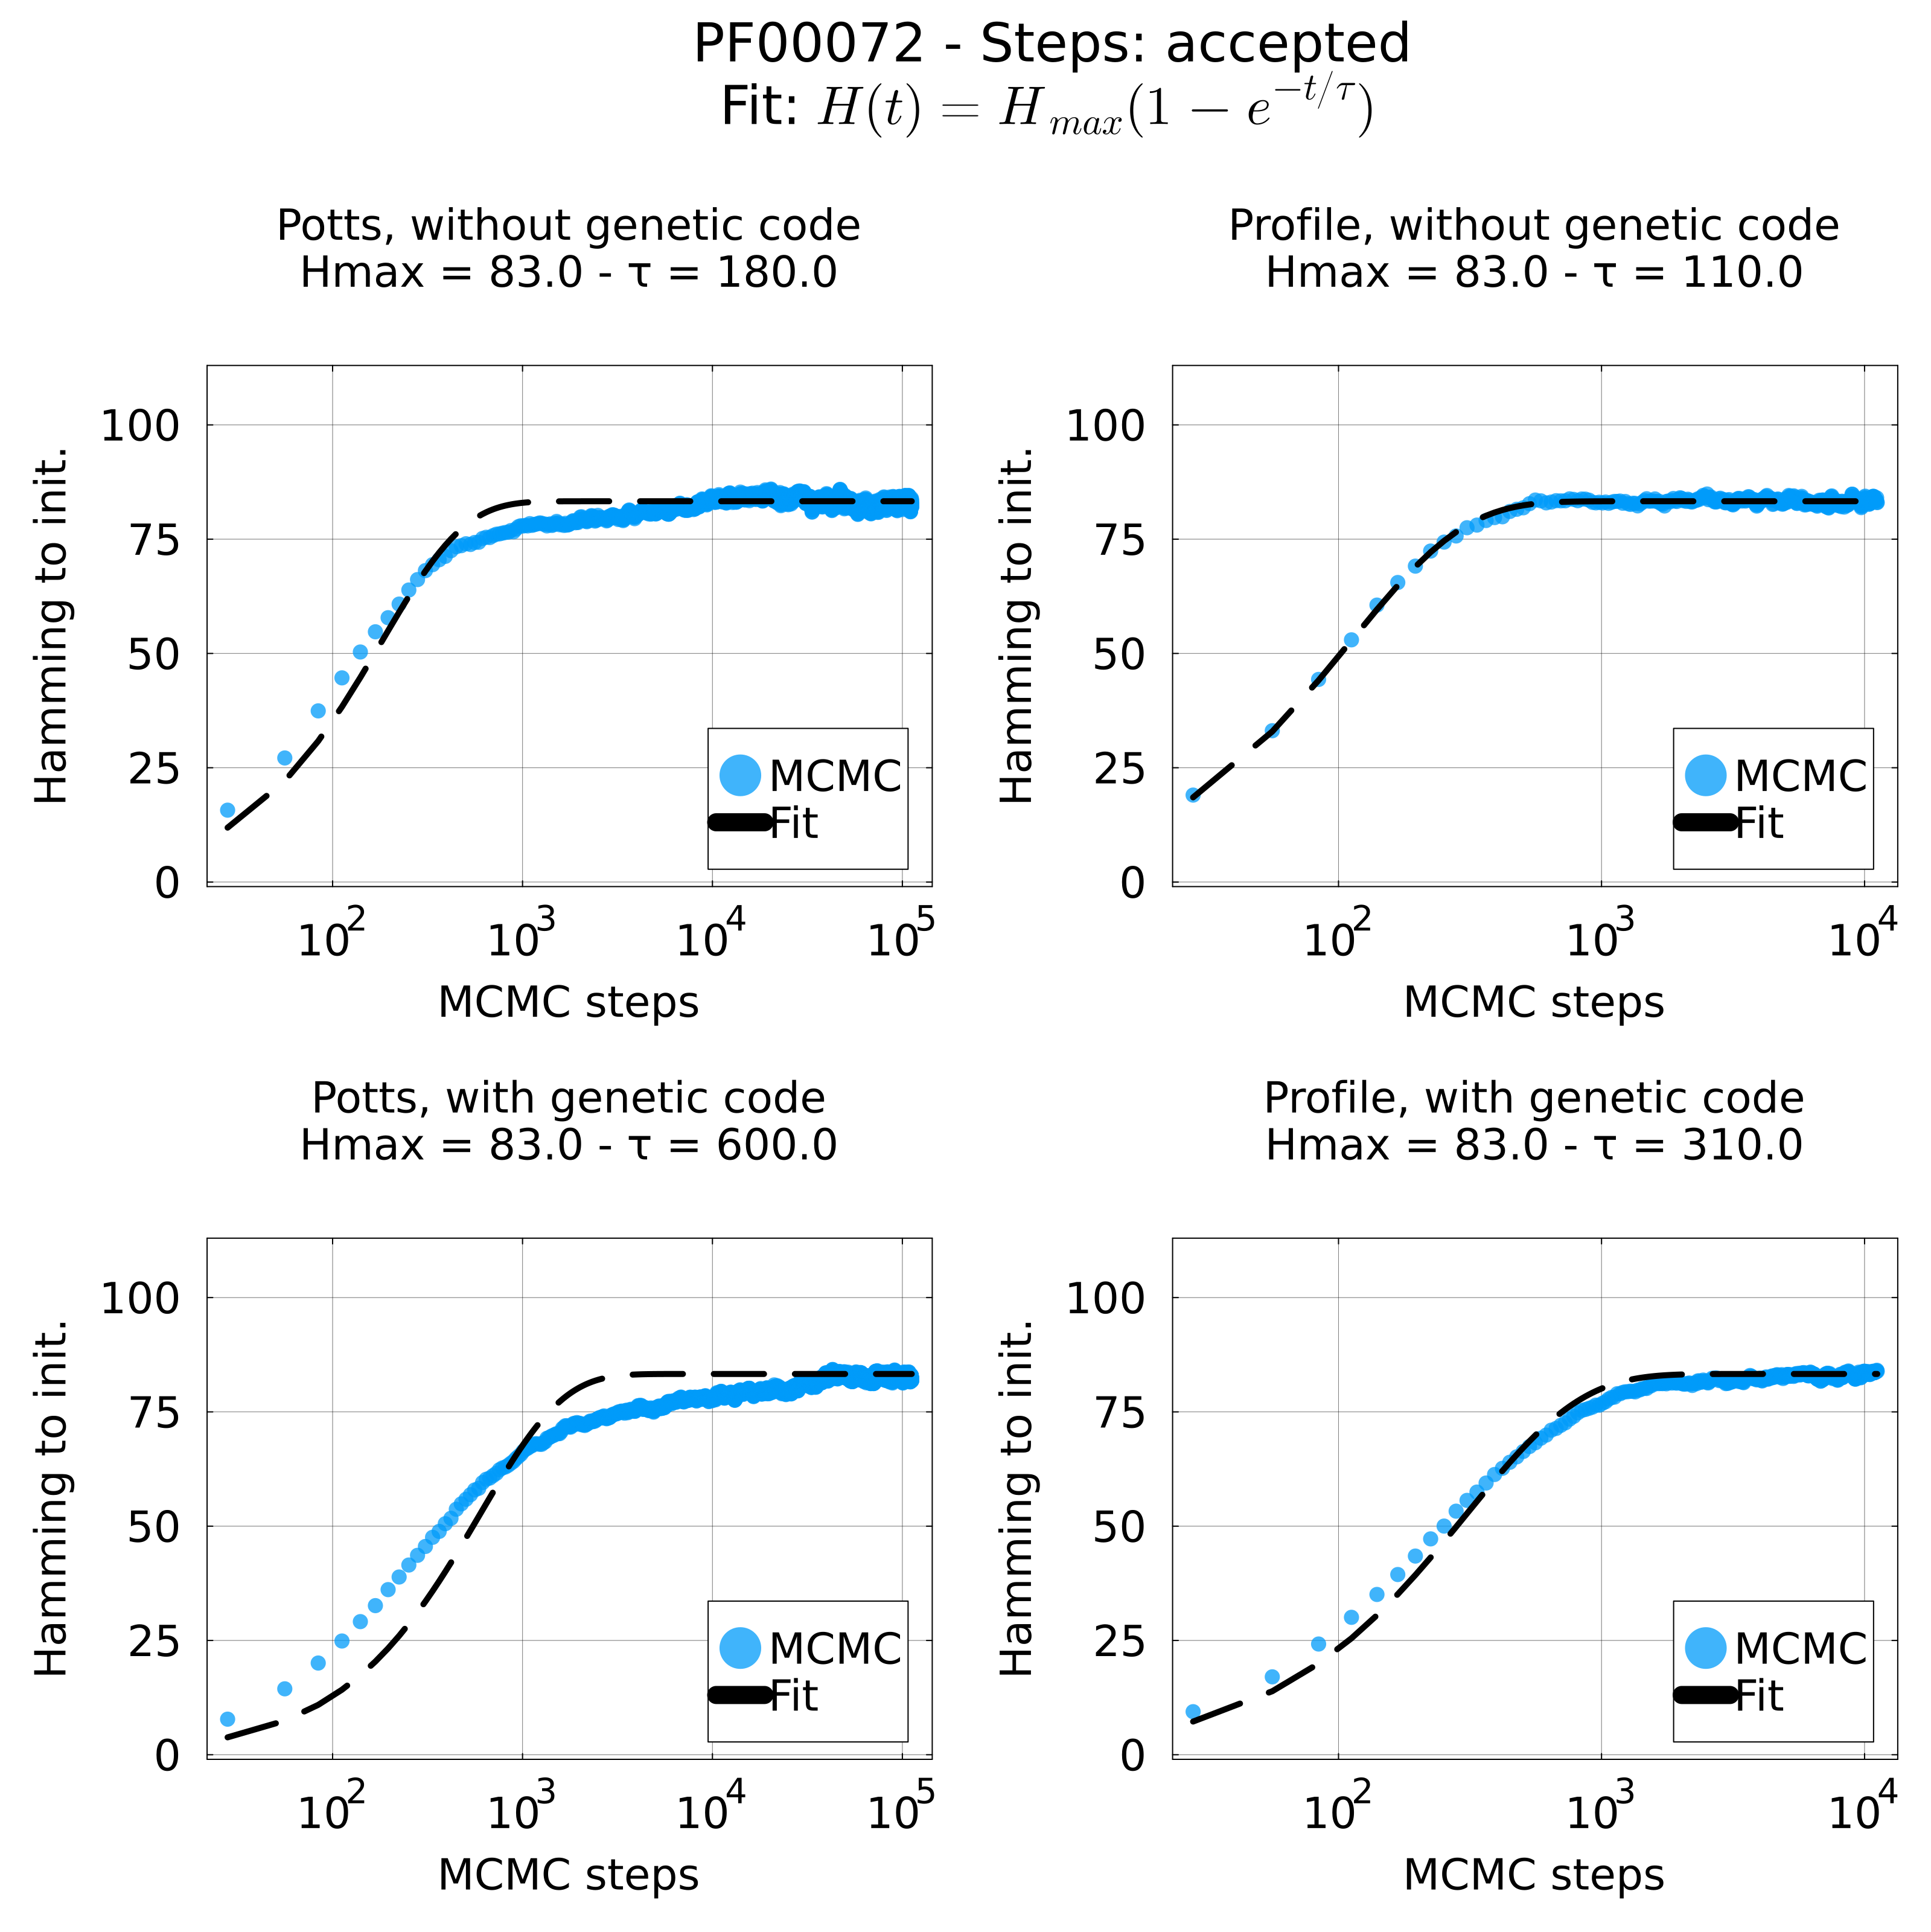 PF00072 - Steps: accepted
Fit: H(t) = H_{max}(1 − e^{−t/τ})
Potts, without genetic code
Hmax = 83.0 - τ = 180.0
Hamming to init.
100
75
50
25
0
MCMC
Fit
10^2 10^3 10^4 10^5
MCMC steps
Profile, without genetic code
Hmax = 83.0 - τ = 110.0
Hamming to init.
100
75
50
25
0
MCMC
Fit
10^2 10^3 10^4
MCMC steps
Potts, with genetic code
Hmax = 83.0 - τ = 600.0
Hamming to init.
100
75
50
25
0
MCMC
Fit
10^2 10^3 10^4 10^5
MCMC steps
Profile, with genetic code
Hmax = 83.0 - τ = 310.0
Hamming to init.
100
75
50
25
0
MCMC
Fit
10^2 10^3 10^4
MCMC steps